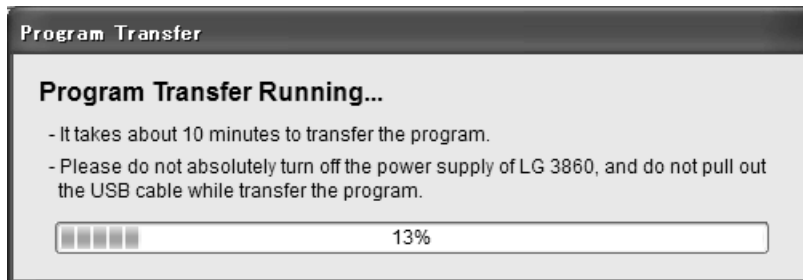 Program Transfer
Program Transfer Running...
- It takes about 10 minutes to transfer the program.
- Please do not absolutely turn off the power supply of LG 3860, and do not pull out
the USB cable while transfer the program.
13%